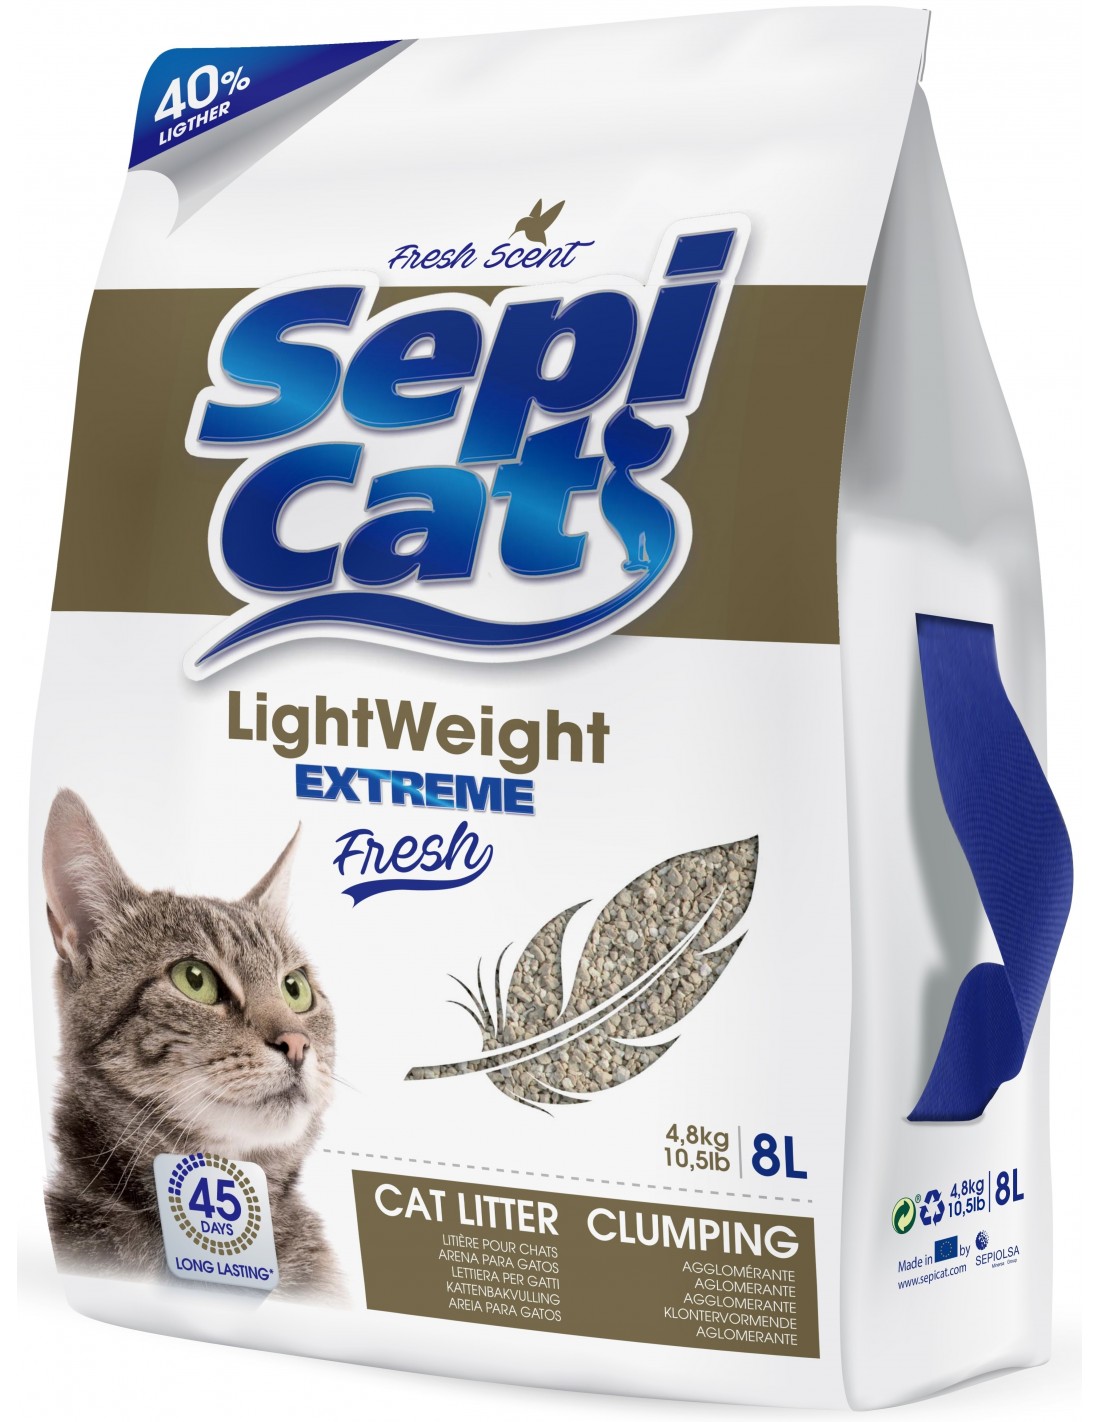 40%
LIGTHER
Fresh Scent
Sepi
Cat
LightWeight
EXTREME
Fresh
4,8kg
10,5lb
8L
45
DAYS
LONG LASTING*
CAT LITTER
LITIÈRE POUR CHATS
ARENA PARA GATOS
LETTIERA PER GATTI
KATTENBAKVULLING
AREIA PARA GATOS
CLUMPING
AGGLOMÉRANTE
AGLOMERANTE
AGGLOMERANTE
KLONTERVORMENDE
AGLOMERANTE
®
4,8kg
10,5lb
8L
Made in by SEPIOLSA
Minersa Group
www.sepicat.com